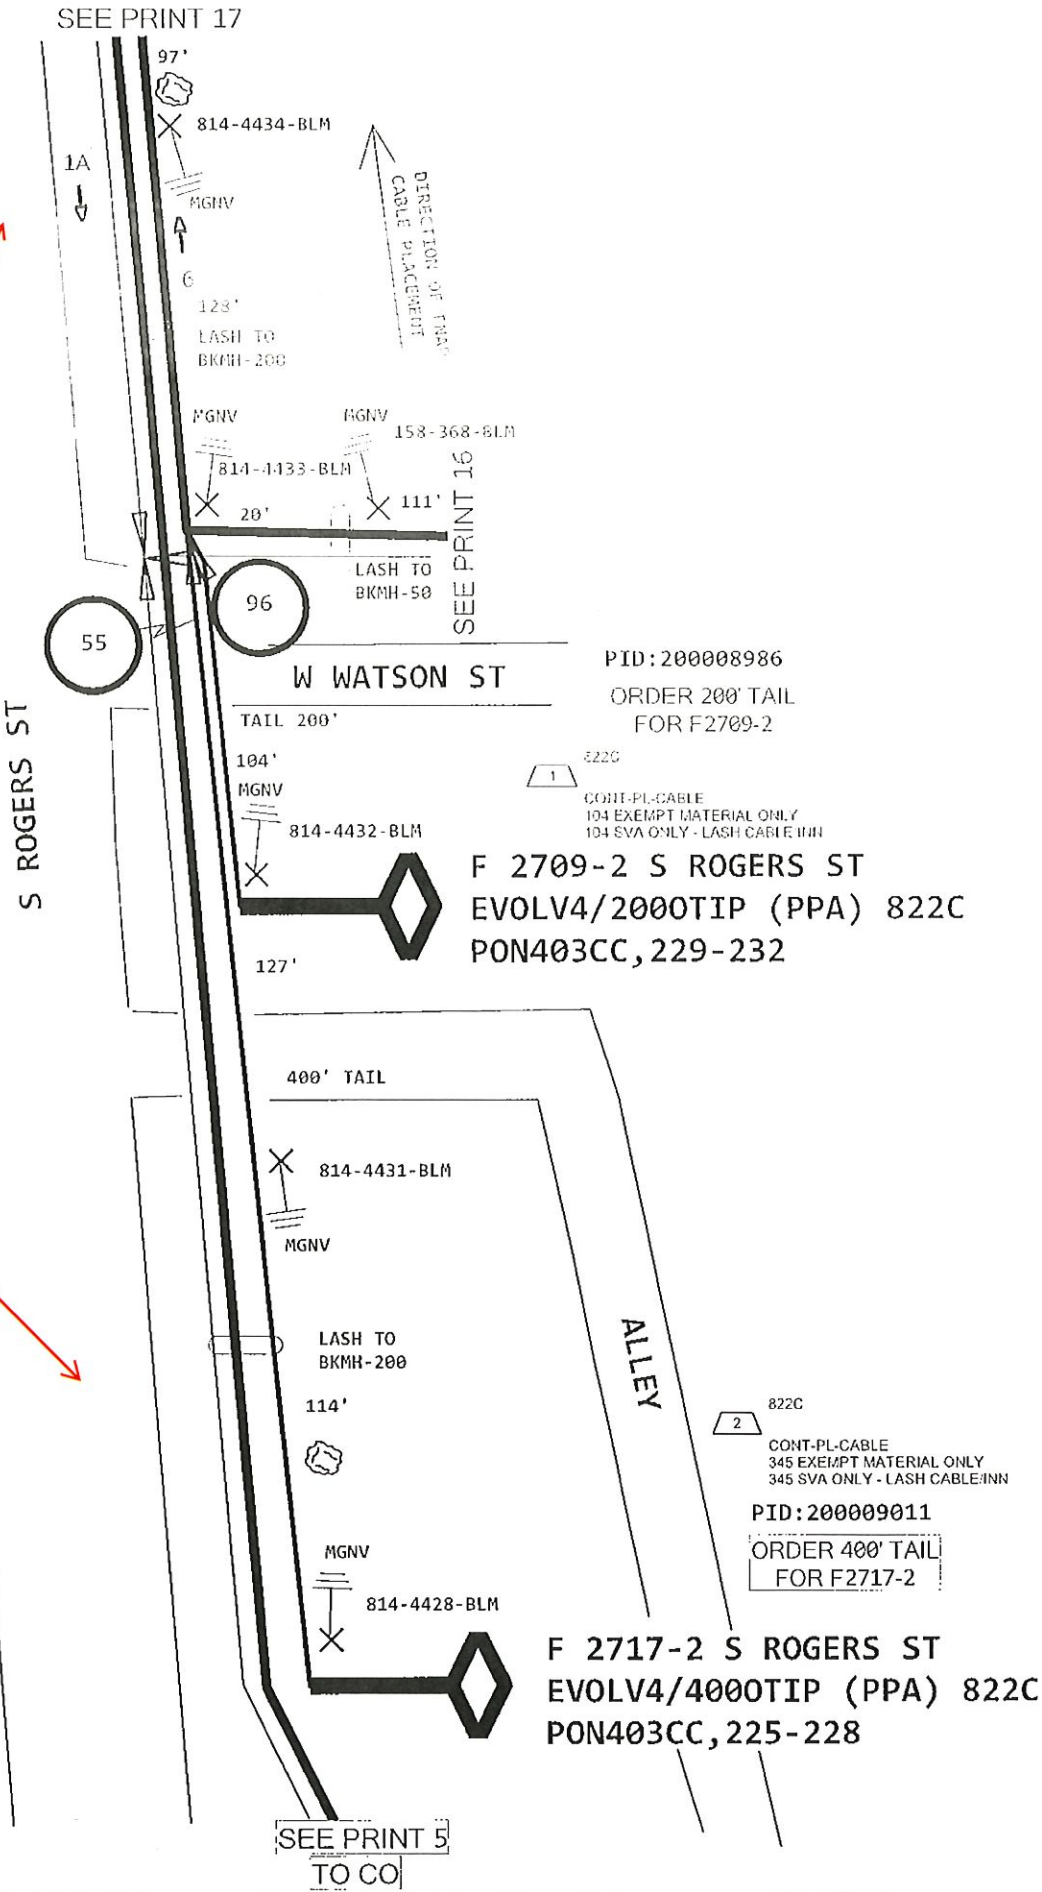 SEE PRINT 17
97'
814-4434-BLM
1A
MGNV
DIRECTION OF
CABLE PLACEMENT
6
128'
LASH TO
BKMH-200
MGNV
MGNV
158-368-BLM
814-4433-BLM
20'
111'
SEE PRINT 16
LASH TO
BKMH-50
96
55
W WATSON ST
PID:200008986
ORDER 200' TAIL
FOR F2709-2
S ROGERS ST
TAIL 200'
104'
MGNV
1
822C
CONT-PL-CABLE
104 EXEMPT MATERIAL ONLY
104 SVA ONLY - LASH CABLE/INN
814-4432-BLM
F 2709-2 S ROGERS ST
EVOLV4/200OTIP (PPA) 822C
PON403CC,229-232
127'
400' TAIL
814-4431-BLM
MGNV
LASH TO
BKMH-200
ALLEY
114'
2
822C
CONT-PL-CABLE
345 EXEMPT MATERIAL ONLY
345 SVA ONLY - LASH CABLE/INN
PID:200009011
ORDER 400' TAIL
FOR F2717-2
MGNV
814-4428-BLM
F 2717-2 S ROGERS ST
EVOLV4/400OTIP (PPA) 822C
PON403CC,225-228
SEE PRINT 5
TO CO